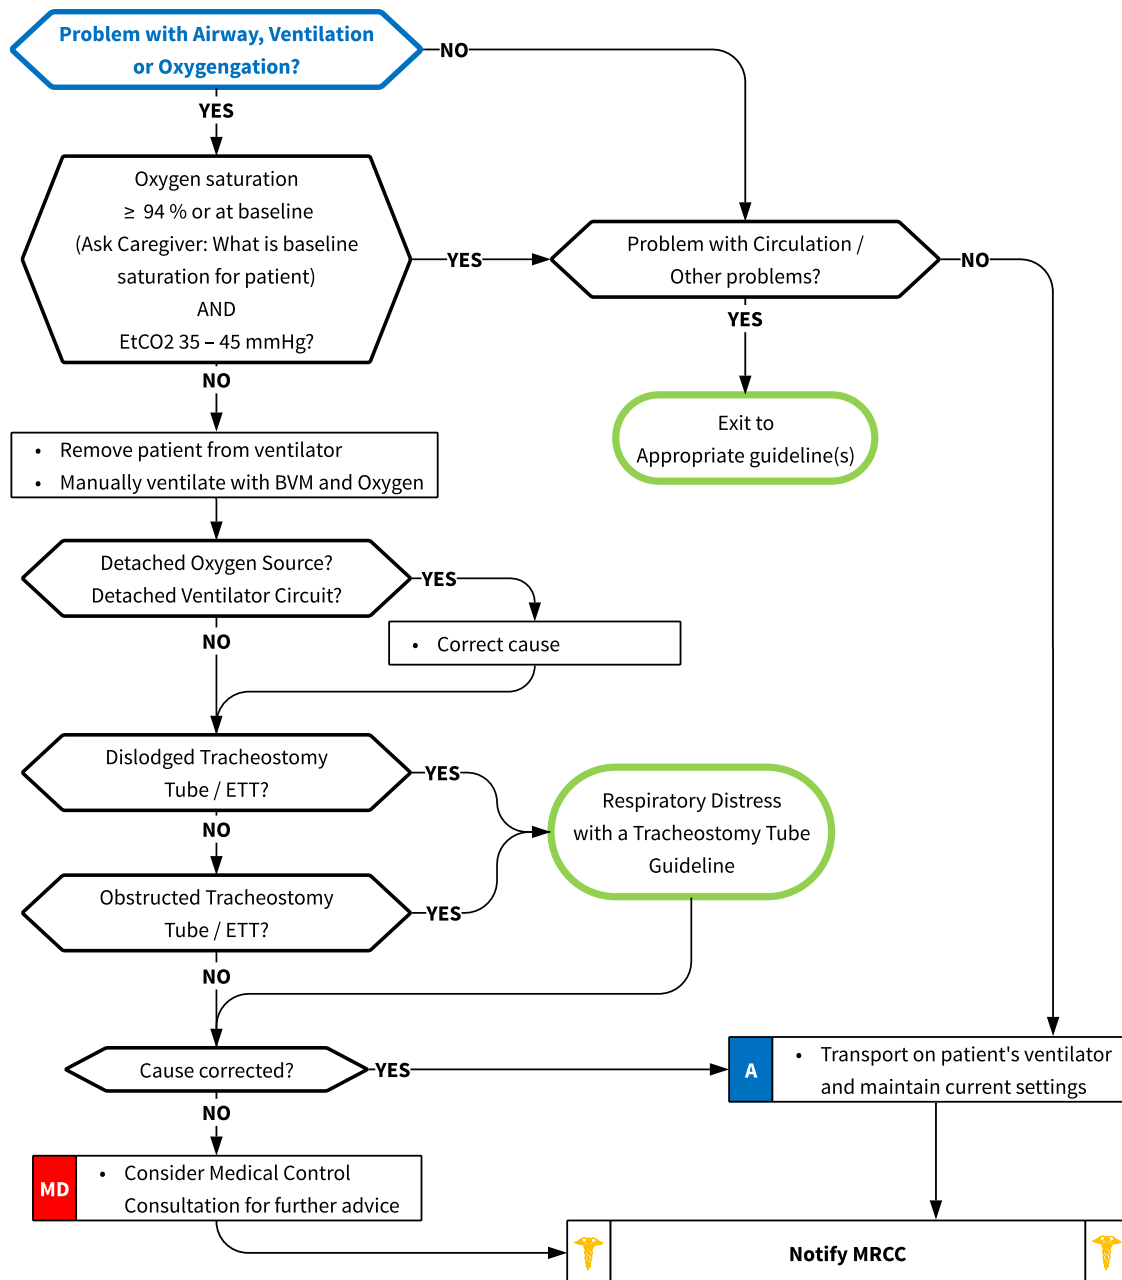 Problem with Airway, Ventilation
or Oxygengation?
NO
YES
Oxygen saturation
≥ 94 % or at baseline
(Ask Caregiver: What is baseline
saturation for patient)
AND
EtCO2 35 – 45 mmHg?
YES
Problem with Circulation /
Other problems?
NO
YES
Exit to
Appropriate guideline(s)
NO
• Remove patient from ventilator
• Manually ventilate with BVM and Oxygen
Detached Oxygen Source?
Detached Ventilator Circuit?
YES
• Correct cause
NO
Dislodged Tracheostomy
Tube / ETT?
YES
Respiratory Distress
with a Tracheostomy Tube
Guideline
NO
Obstructed Tracheostomy
Tube / ETT?
YES
NO
Cause corrected?
YES
A
• Transport on patient's ventilator
and maintain current settings
NO
MD
• Consider Medical Control
Consultation for further advice
Notify MRCC